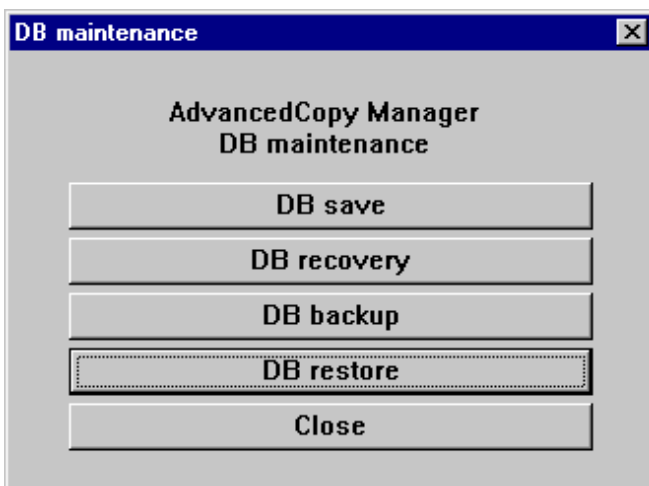 DB maintenance
AdvancedCopy Manager
DB maintenance
DB save
DB recovery
DB backup
DB restore
Close